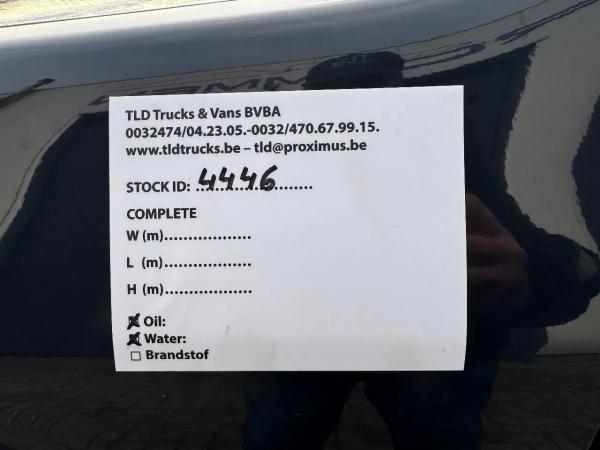 TLD Trucks & Vans BVBA
0032474/04.23.05.-0032/470.67.99.15.
www.tldtrucks.be – tld@proximus.be
STOCK ID: 4446
COMPLETE
W (m)..................
L (m)..................
H (m)..................
☒ Oil:
☒ Water:
☐ Brandstof